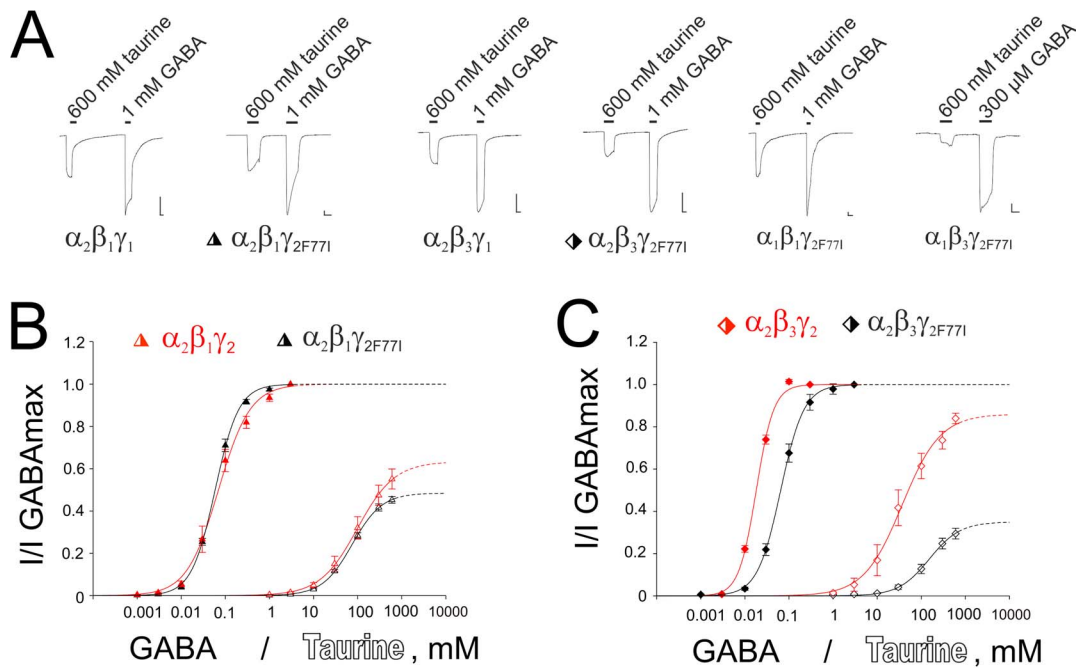 A
600 mM taurine
1 mM GABA
600 mM taurine
1 mM GABA
600 mM taurine
1 mM GABA
600 mM taurine
1 mM GABA
600 mM taurine
1 mM GABA
600 mM taurine
300 µM GABA
α₂β₁γ₁
α₂β₁γ₂F77I
α₂β₃γ₁
α₂β₃γ₂F77I
α₁β₁γ₂F77I
α₁β₃γ₂F77I
B
α₂β₁γ₂
α₂β₁γ₂F77I
I/I GABAmax
1.2
1.0
0.8
0.6
0.4
0.2
0
0.001 0.01 0.1 1 10 100 1000 10000
GABA / Taurine, mM
C
α₂β₃γ₂
α₂β₃γ₂F77I
I/I GABAmax
1.2
1.0
0.8
0.6
0.4
0.2
0
0.001 0.01 0.1 1 10 100 1000 10000
GABA / Taurine, mM